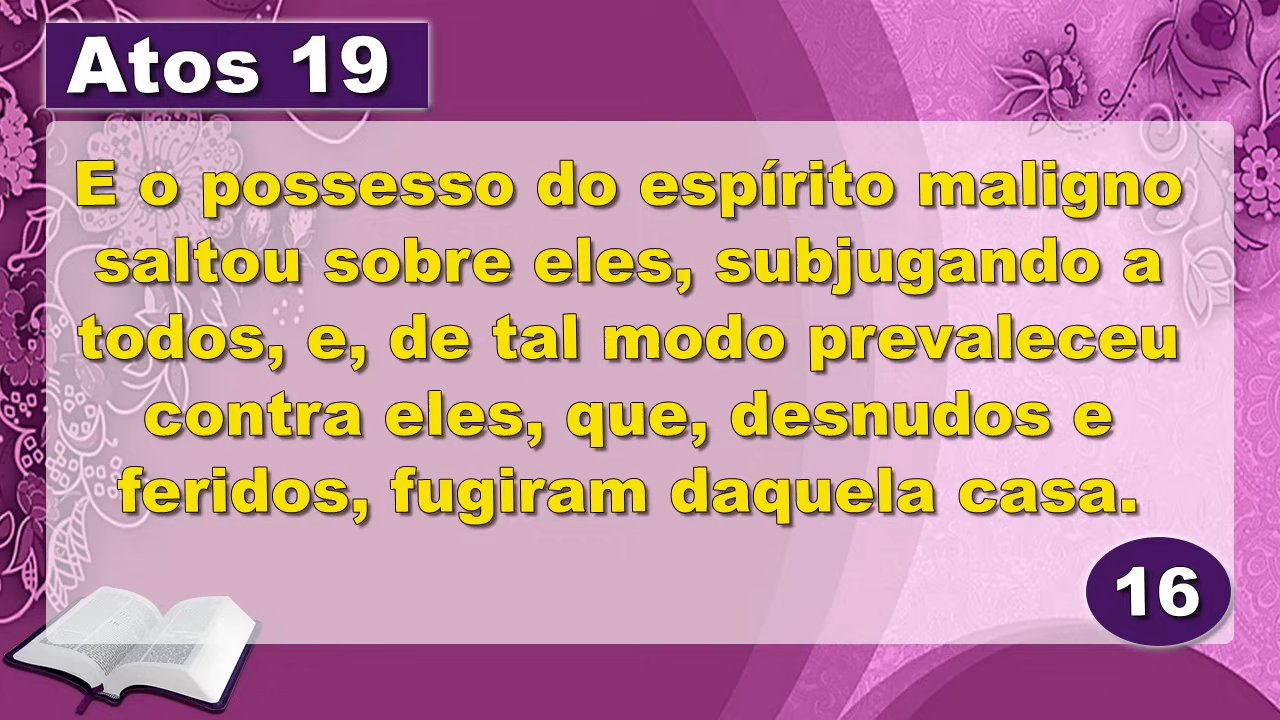 Atos 19
E o possesso do espírito maligno
saltou sobre eles, subjugando a
todos, e, de tal modo prevaleceu
contra eles, que, desnudos e
feridos, fugiram daquela casa.
16